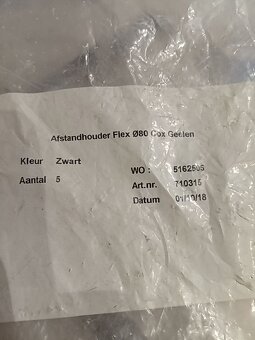 Afstandhouder Flex Ø80 Cox Geelen
Kleur Zwart
WO : 5162505
Aantal 5
Art.nr. 710315
Datum 01/10/18